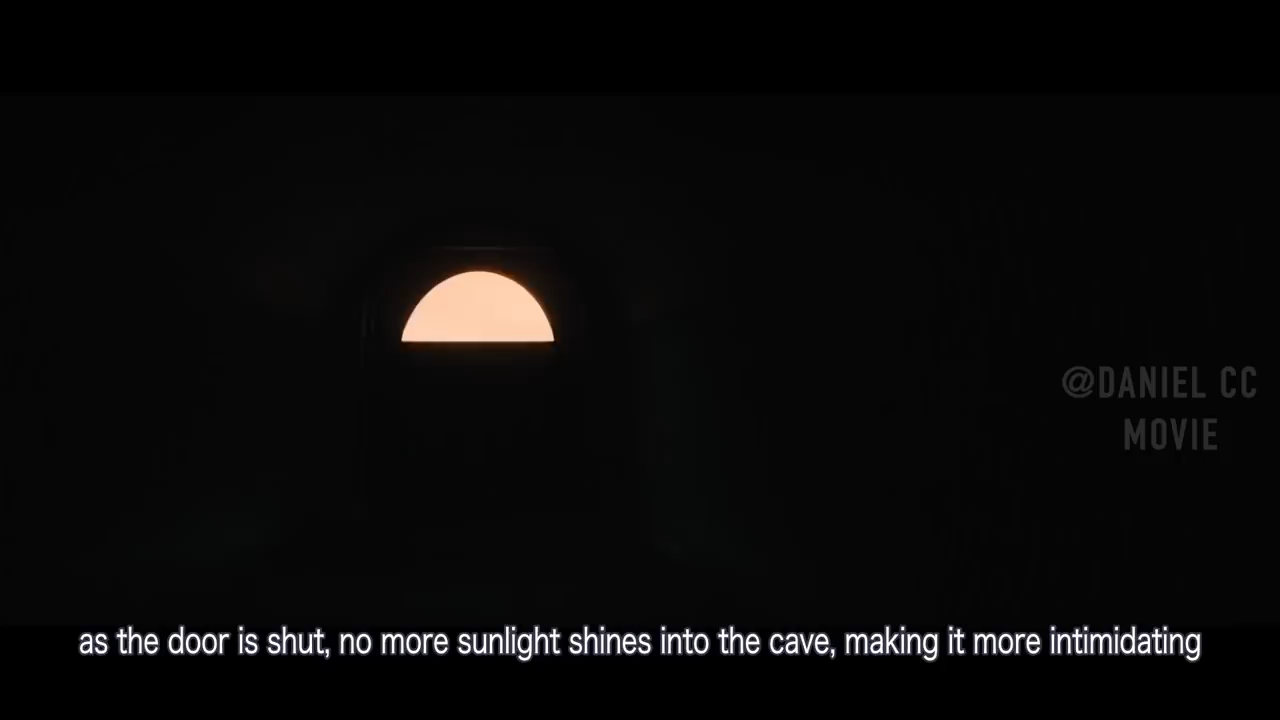 @DANIEL CC
MOVIE
as the door is shut, no more sunlight shines into the cave, making it more intimidating